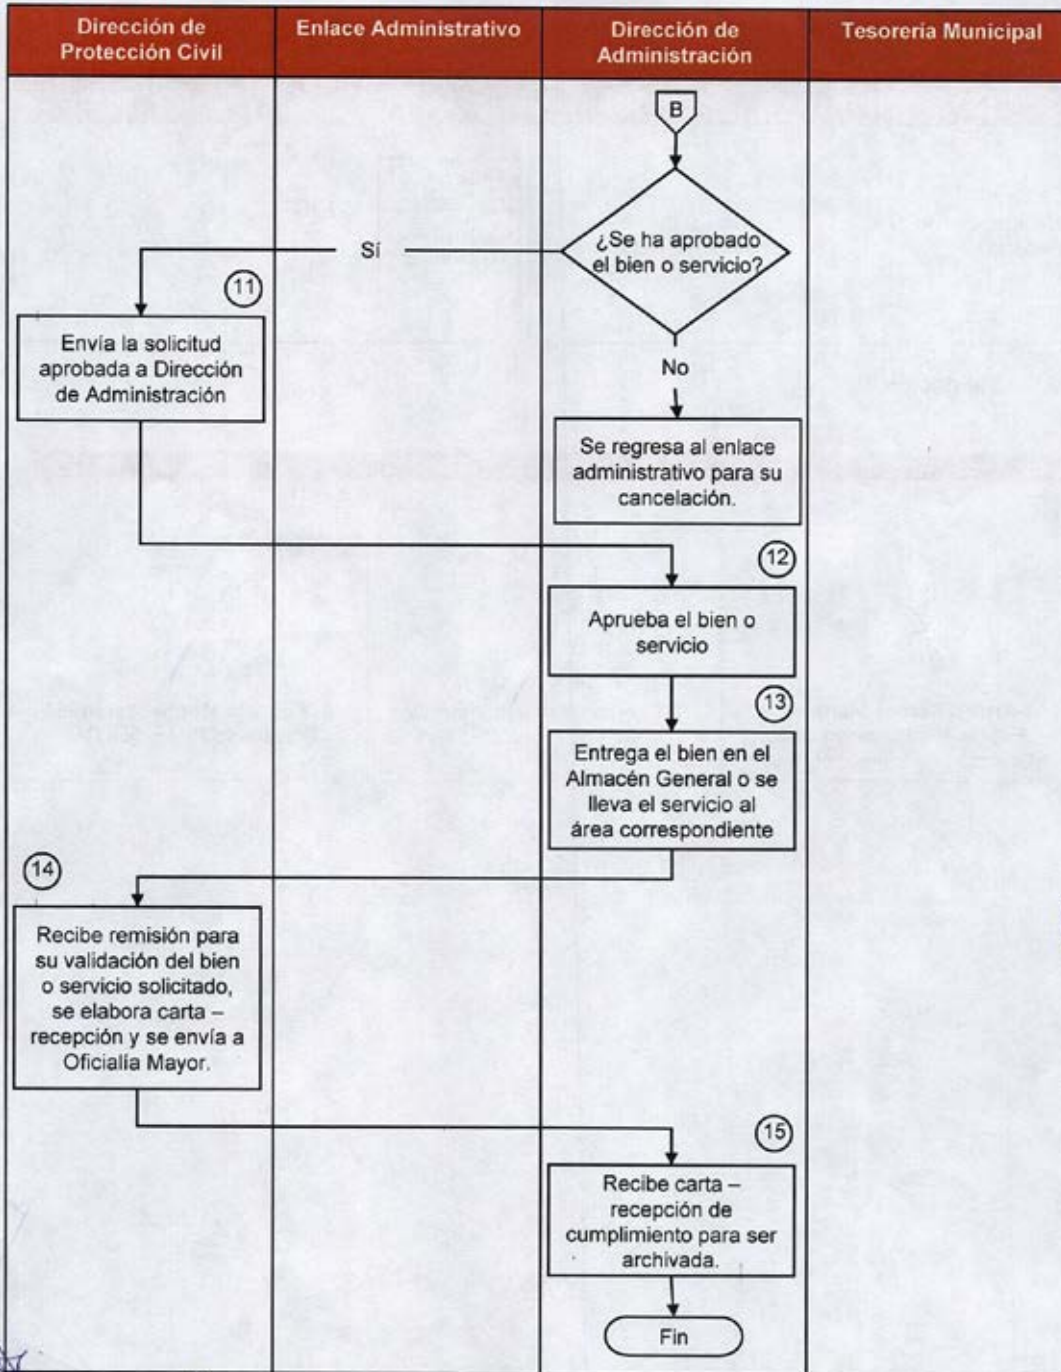 Dirección de
Protección Civil
Enlace Administrativo
Dirección de
Administración
Tesorería Municipal
B
¿Se ha aprobado
el bien o servicio?
Sí
11
Envía la solicitud
aprobada a Dirección
de Administración
No
Se regresa al enlace
administrativo para su
cancelación.
12
Aprueba el bien o
servicio
13
Entrega el bien en el
Almacén General o se
lleva el servicio al
área correspondiente
14
Recibe remisión para
su validación del bien
o servicio solicitado,
se elabora carta –
recepción y se envía a
Oficialía Mayor.
15
Recibe carta –
recepción de
cumplimiento para ser
archivada.
Fin